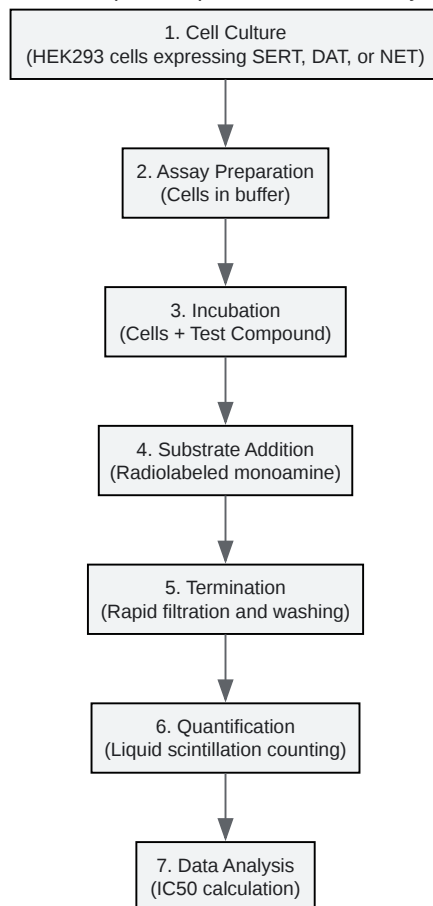 1. Cell Culture
(HEK293 cells expressing SERT, DAT, or NET)
2. Assay Preparation
(Cells in buffer)
3. Incubation
(Cells + Test Compound)
4. Substrate Addition
(Radiolabeled monoamine)
5. Termination
(Rapid filtration and washing)
6. Quantification
(Liquid scintillation counting)
7. Data Analysis
(IC50 calculation)